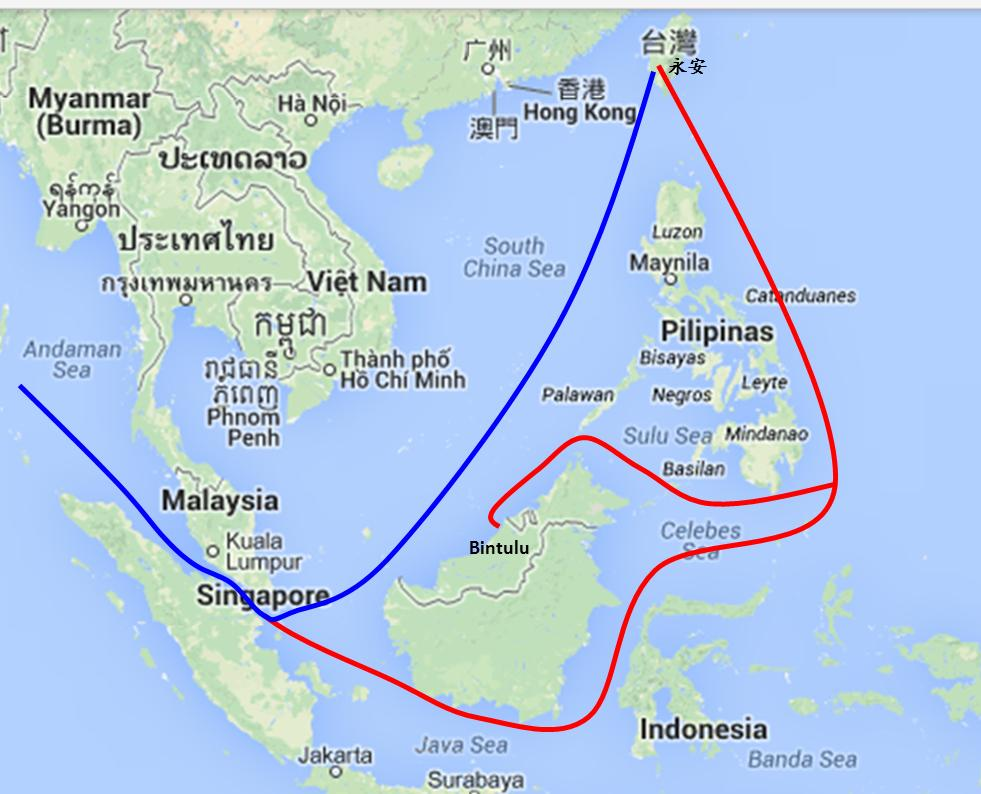 台灣
永安
广州
香港
Hong Kong
澳門
Myanmar
(Burma)
Hà Nội
ປະເທດລາວ
ရန်ကုန်
Yangon
ประเทศไทย
South
China Sea
Luzon
Maynila
กรุงเทพมหานคร
Việt Nam
Catanduanes
កម្ពុជា
Pilipinas
Andaman
Sea
រាជធានី
ភ្នំពេញ
Phnom
Penh
Thành phố
Hồ Chí Minh
Bisayas
Palawan
Negros
Leyte
Sulu Sea
Mindanao
Basilan
Malaysia
Kuala
Lumpur
Bintulu
Celebes
Sea
Singapore
Indonesia
Java Sea
Banda Sea
Jakarta
Surabaya